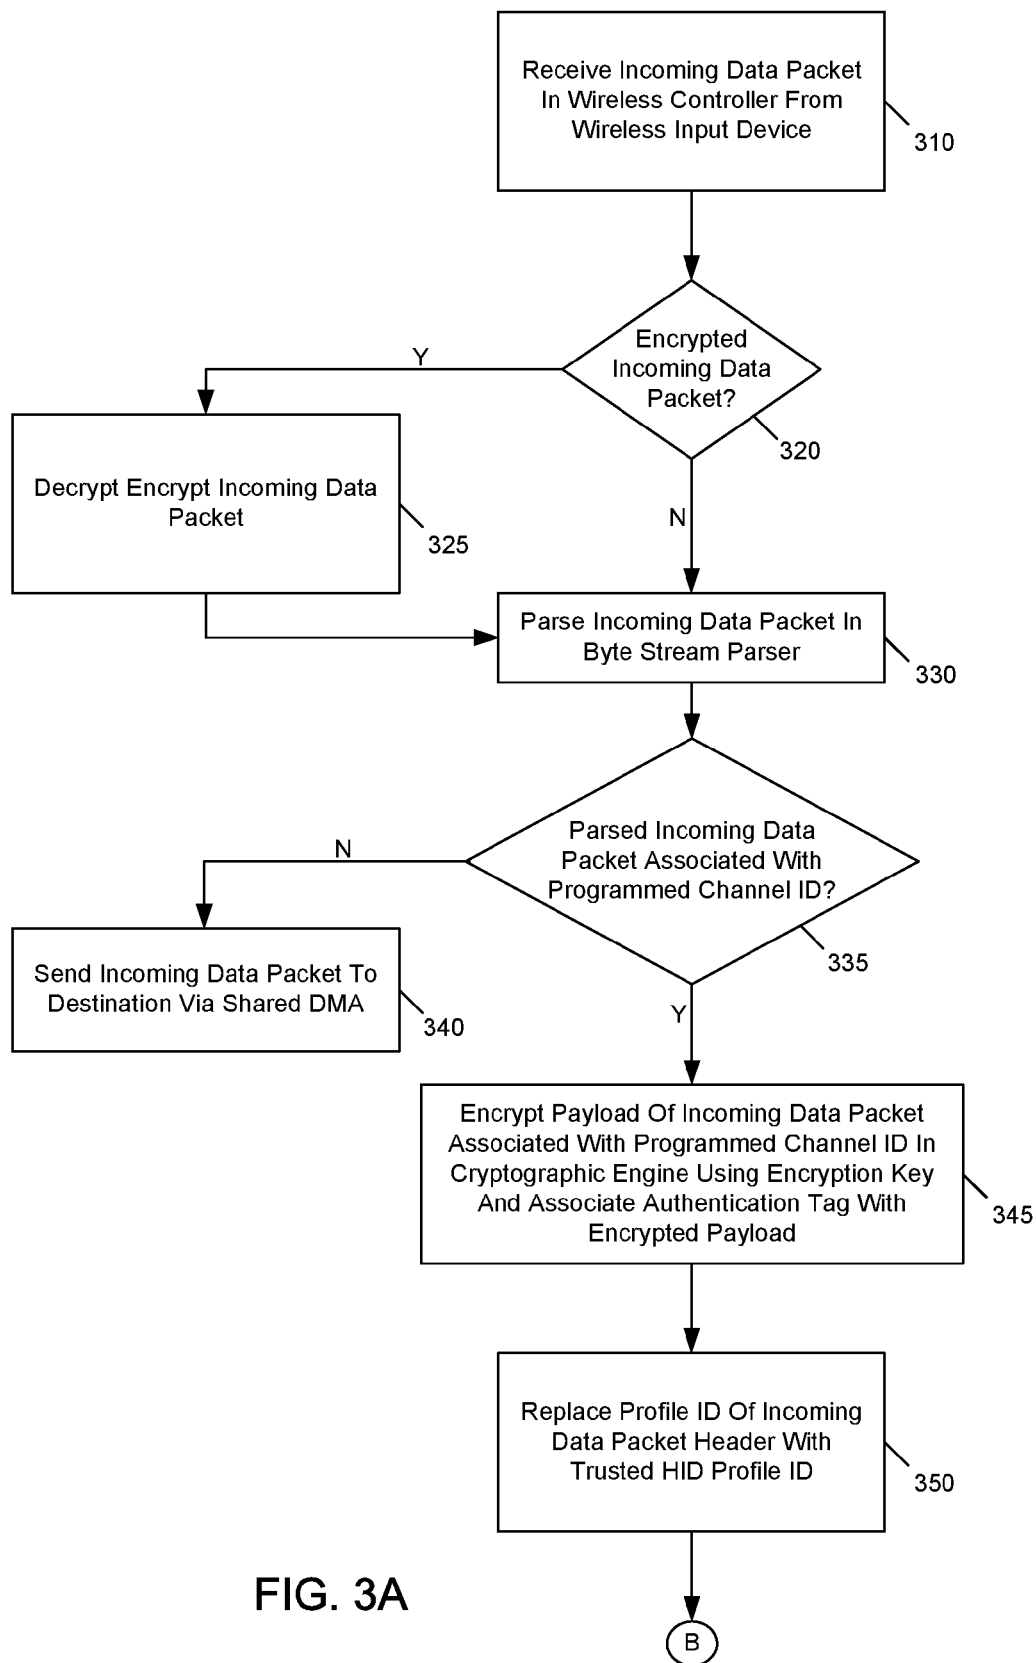 Receive Incoming Data Packet
In Wireless Controller From
Wireless Input Device
310
Encrypted
Incoming Data
Packet?
320
Y
N
Decrypt Encrypt Incoming Data
Packet
325
Parse Incoming Data Packet In
Byte Stream Parser
330
Parsed Incoming Data
Packet Associated With
Programmed Channel ID?
335
N
Y
Send Incoming Data Packet To
Destination Via Shared DMA
340
Encrypt Payload Of Incoming Data Packet
Associated With Programmed Channel ID In
Cryptographic Engine Using Encryption Key
And Associate Authentication Tag With
Encrypted Payload
345
Replace Profile ID Of Incoming
Data Packet Header With
Trusted HID Profile ID
350
B
FIG. 3A